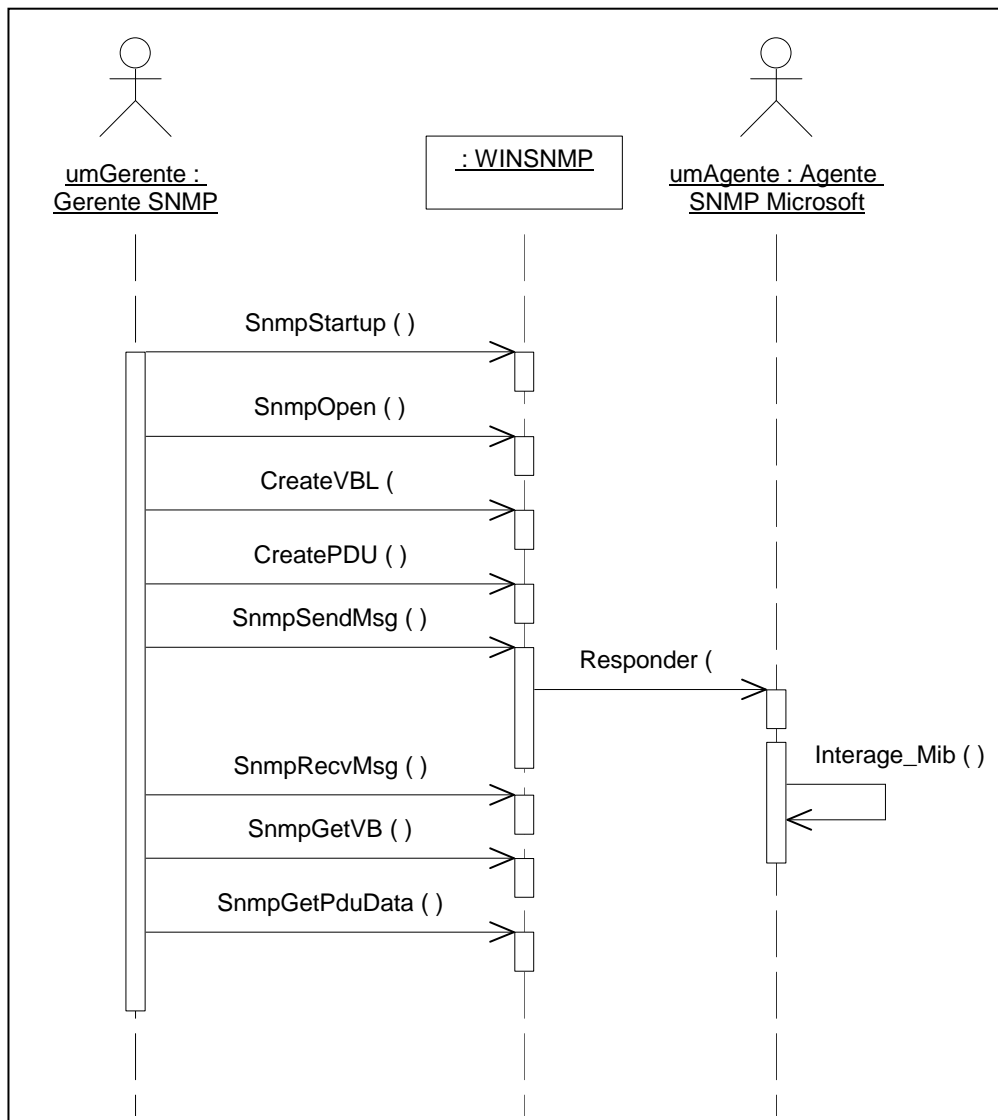 umGerente :
Gerente SNMP
: WINSNMP
umAgente : Agente
SNMP Microsoft
SnmpStartup ( )
SnmpOpen ( )
CreateVBL (
CreatePDU ( )
SnmpSendMsg ( )
Responder (
Interage_Mib ( )
SnmpRecvMsg ( )
SnmpGetVB ( )
SnmpGetPduData ( )